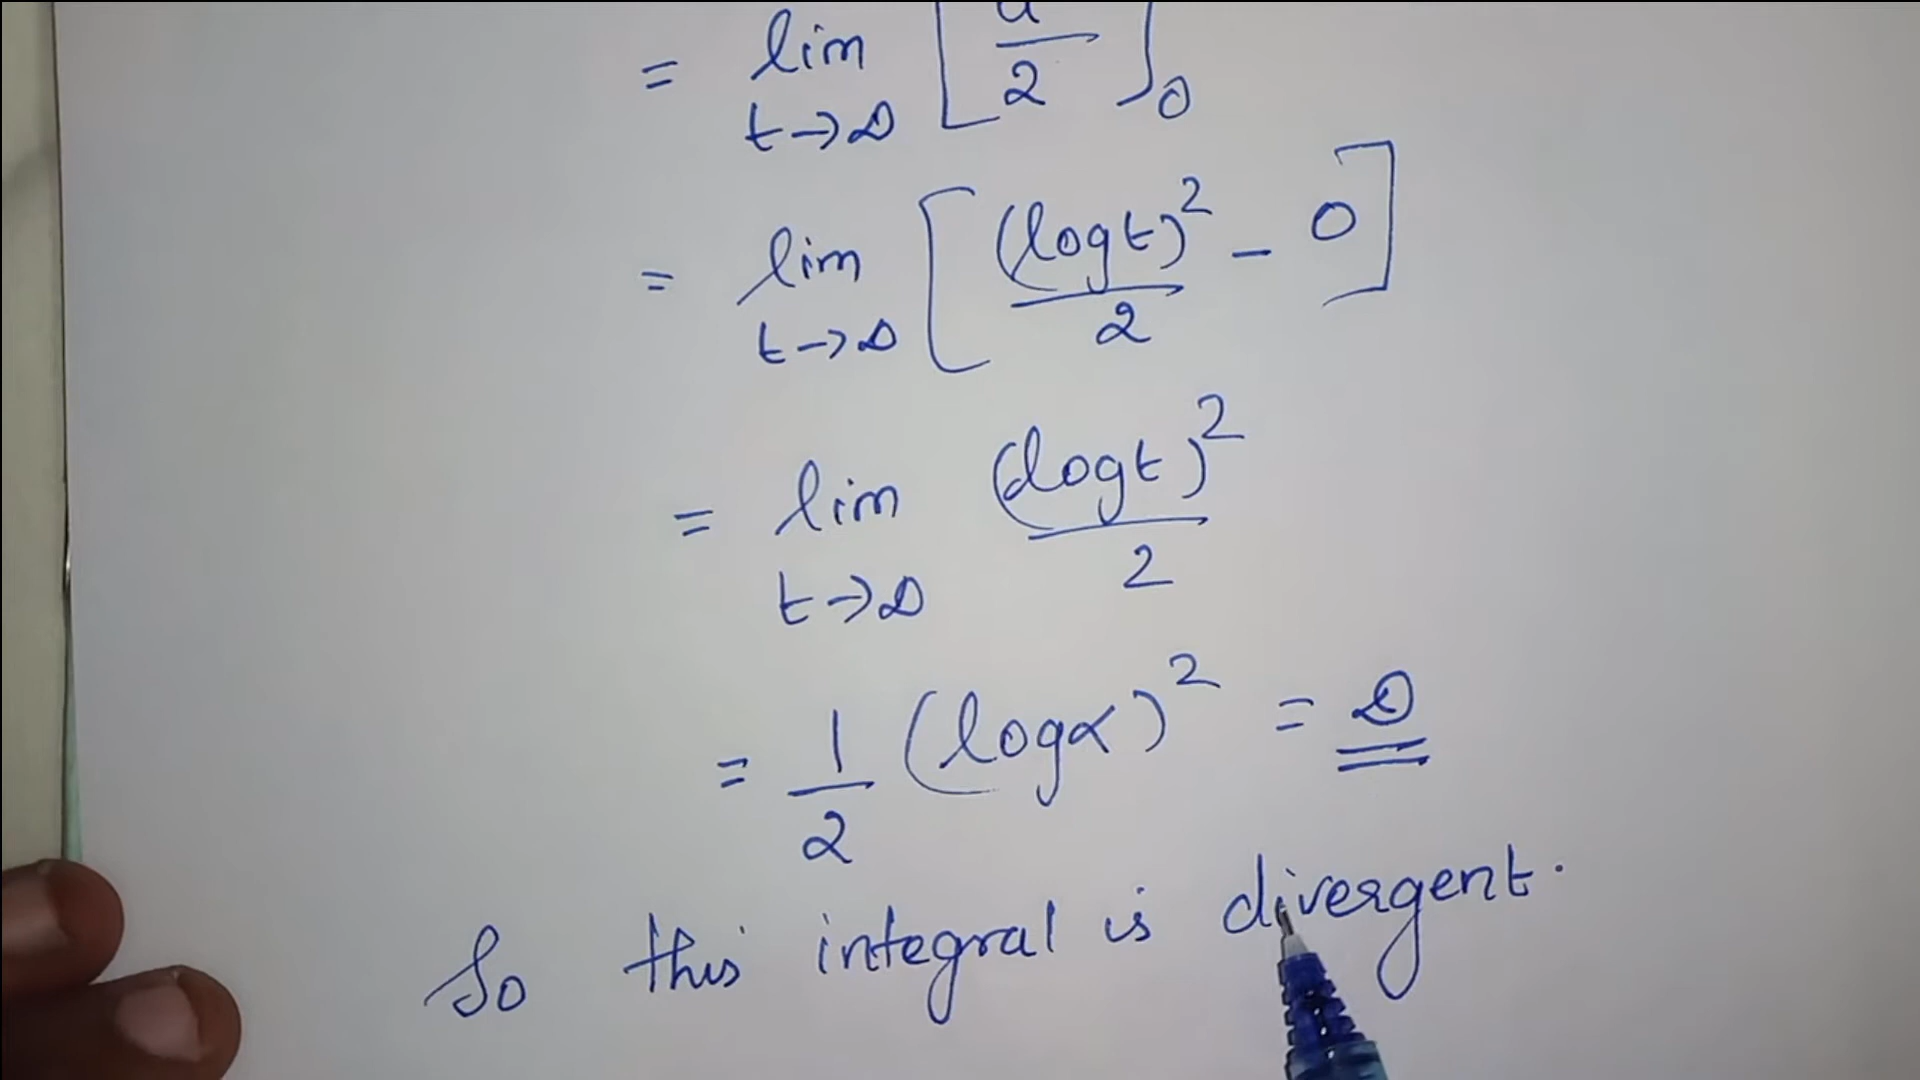 = lim [u/2]₀
t→∞
= lim [(log t)²/2 - 0]
t→∞
= lim (log t)²/2
t→∞
= 1/2 (log∝)² = ∞
So this integral is divergent.